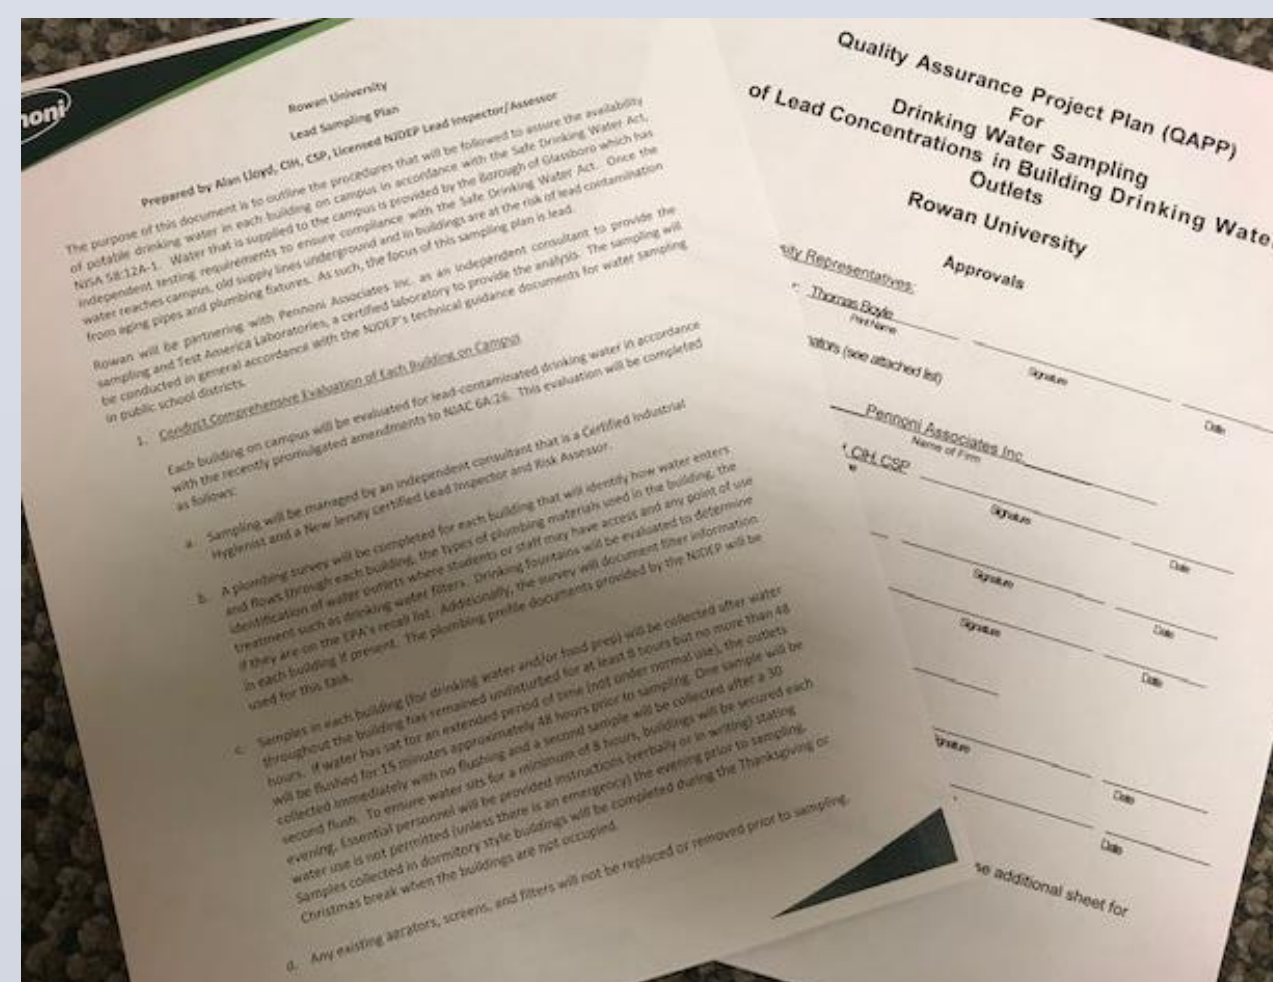 noni
Rowan University
Lead Sampling Plan
Prepared by Alan Lloyd, CIH, CSP, Licensed NJDEP Lead Inspector/Assessor
The purpose of this document is to outline the procedures that will be followed to assure the availability
of potable drinking water in each building on campus in accordance with the Safe Drinking Water Act,
NJSA 58:12A-1. Water that is supplied to the campus is provided by the Borough of Glassboro which has
independent testing requirements to ensure compliance with the Safe Drinking Water Act. Once the
water reaches campus, old supply lines underground and in buildings are at the risk of lead contamination
from aging pipes and plumbing fixtures. As such, the focus of this sampling plan is lead.
Rowan will be partnering with Pennoni Associates Inc. as an independent consultant to provide the
sampling and Test America Laboratories, a certified laboratory to provide the analysis. The sampling will
be conducted in general accordance with the NJDEP's technical guidance documents for water sampling
in public school districts.
1. Conduct Comprehensive Evaluation of Each Building on Campus
Each building on campus will be evaluated for lead-contaminated drinking water in accordance
with the recently promulgated amendments to NJAC 6A:26. This evaluation will be completed
as follows:
a. Sampling will be managed by an independent consultant that is a Certified Industrial
Hygienist and a New Jersey certified Lead Inspector and Risk Assessor.
b. A plumbing survey will be completed for each building that will identify how water enters
and flows through each building, the types of plumbing materials used in the building, the
identification of water outlets where students or staff may have access and any point of use
treatment such as drinking water filters. Drinking fountains will be evaluated to determine
if they are on the EPA's recall list. Additionally, the survey will document filter information
in each building if present. The plumbing profile documents provided by the NJDEP will be
used for this task.
c. Samples in each building (for drinking water and/or food prep) will be collected after water
throughout the building has remained undisturbed for at least 8 hours but no more than 48
hours. If water has sat for an extended period of time (not under normal use), the outlets
will be flushed for 15 minutes approximately 48 hours prior to sampling. One sample will be
collected immediately with no flushing and a second sample will be collected after a 30
second flush. To ensure water sits for a minimum of 8 hours, buildings will be secured each
evening. Essential personnel will be provided instructions (verbally or in writing) stating
water use is not permitted (unless there is an emergency) the evening prior to sampling.
Samples collected in dormitory style buildings will be completed during the Thanksgiving or
Christmas break when the buildings are not occupied.
d. Any existing aerators, screens, and filters will not be replaced or removed prior to sampling.
Quality Assurance Project Plan (QAPP)
For
Drinking Water Sampling
of Lead Concentrations in Building Drinking Wate
Outlets
Rowan University
Approvals
sity Representatives:
r: Thomas Boyle
Print Name Signature Date
ators (see attached list)
Pennoni Associates Inc.
Name of Firm
CIH, CSP
Signature Date
Signature Date
Signature Date
ignature Date
Date
se additional sheet for